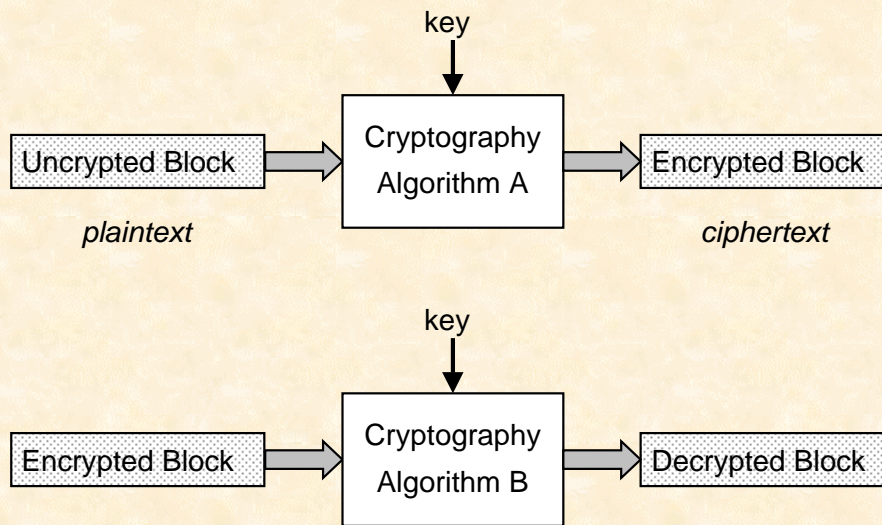 key
Cryptography
Algorithm A
Uncrypted Block
Encrypted Block
plaintext
ciphertext
key
Cryptography
Algorithm B
Encrypted Block
Decrypted Block